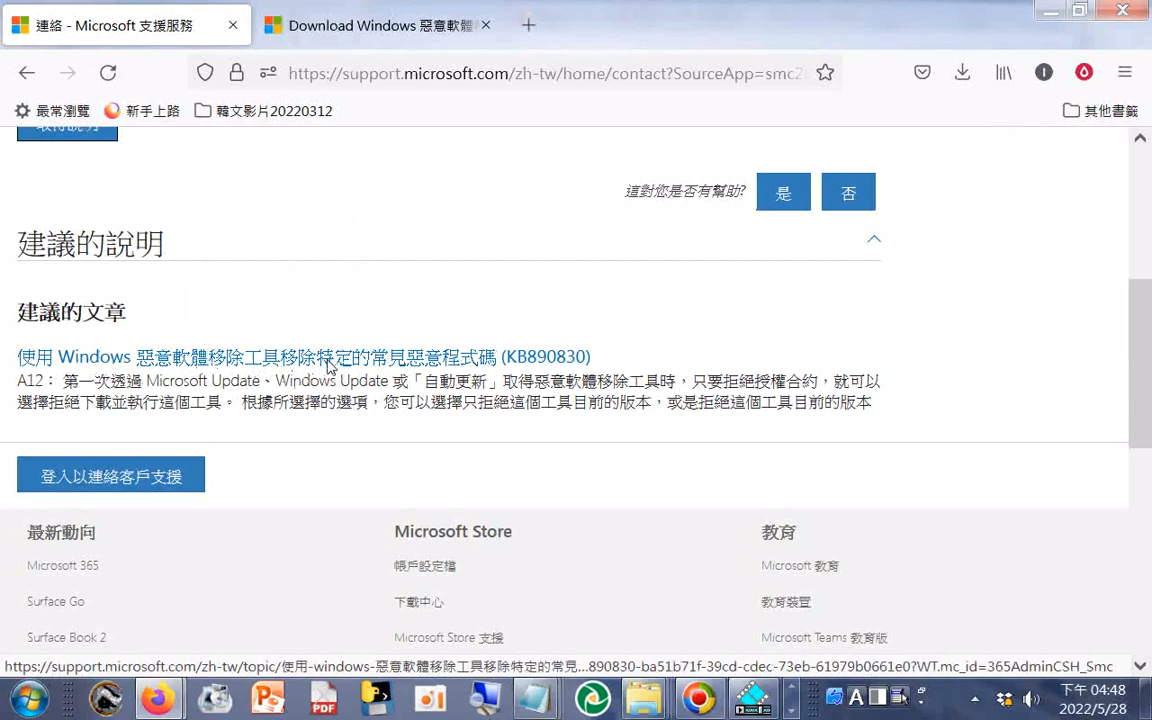 連絡 - Microsoft 支援服務
Download Windows 惡意軟體
https://support.microsoft.com/zh-tw/home/contact?SourceApp=smc2
最常瀏覽
新手上路
韓文影片20220312
其他書籤
取得說明
這對您是否有幫助?
是
否
建議的說明
建議的文章
使用 Windows 惡意軟體移除工具移除特定的常見惡意程式碼 (KB890830)
A12： 第一次透過 Microsoft Update、Windows Update 或「自動更新」取得惡意軟體移除工具時，只要拒絕授權合約，就可以
選擇拒絕下載並執行這個工具。 根據所選擇的選項，您可以選擇只拒絕這個工具目前的版本，或是拒絕這個工具目前的版本
登入以連絡客戶支援
最新動向
Microsoft 365
Surface Go
Surface Book 2
Microsoft Store
帳戶設定檔
下載中心
Microsoft Store 支援
教育
Microsoft 教育
教育裝置
Microsoft Teams 教育版
https://support.microsoft.com/zh-tw/topic/使用-windows-惡意軟體移除工具移除特定的常見...890830-ba51b71f-39cd-cdec-73eb-61979b0661e0?WT.mc_id=365AdminCSH_Smc
PDF
A
下午 04:48
2022/5/28